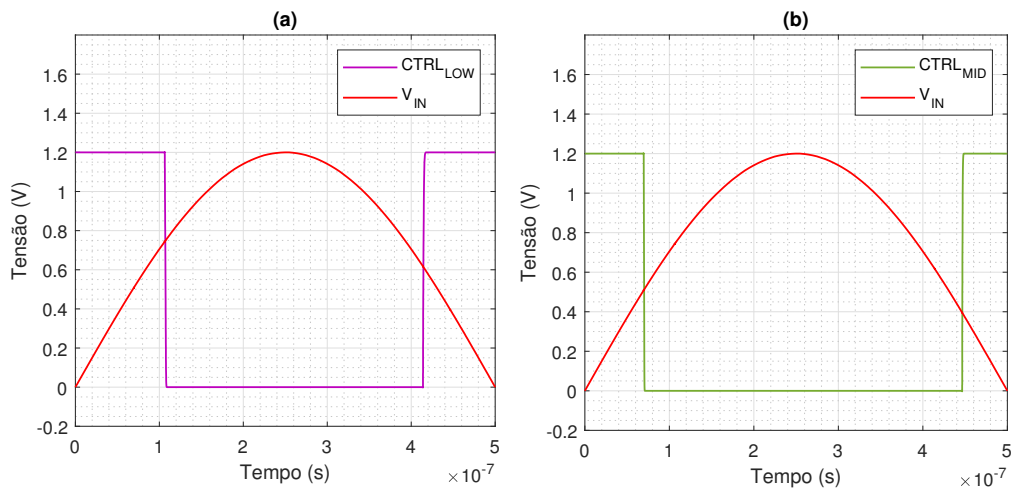 (a)
CTRL_LOW
V_IN
1.6
1.4
1.2
1
0.8
0.6
0.4
0.2
0
-0.2
Tensão (V)
0 1 2 3 4 5
Tempo (s)
×10^-7
(b)
CTRL_MID
V_IN
1.6
1.4
1.2
1
0.8
0.6
0.4
0.2
0
-0.2
Tensão (V)
0 1 2 3 4 5
Tempo (s)
×10^-7